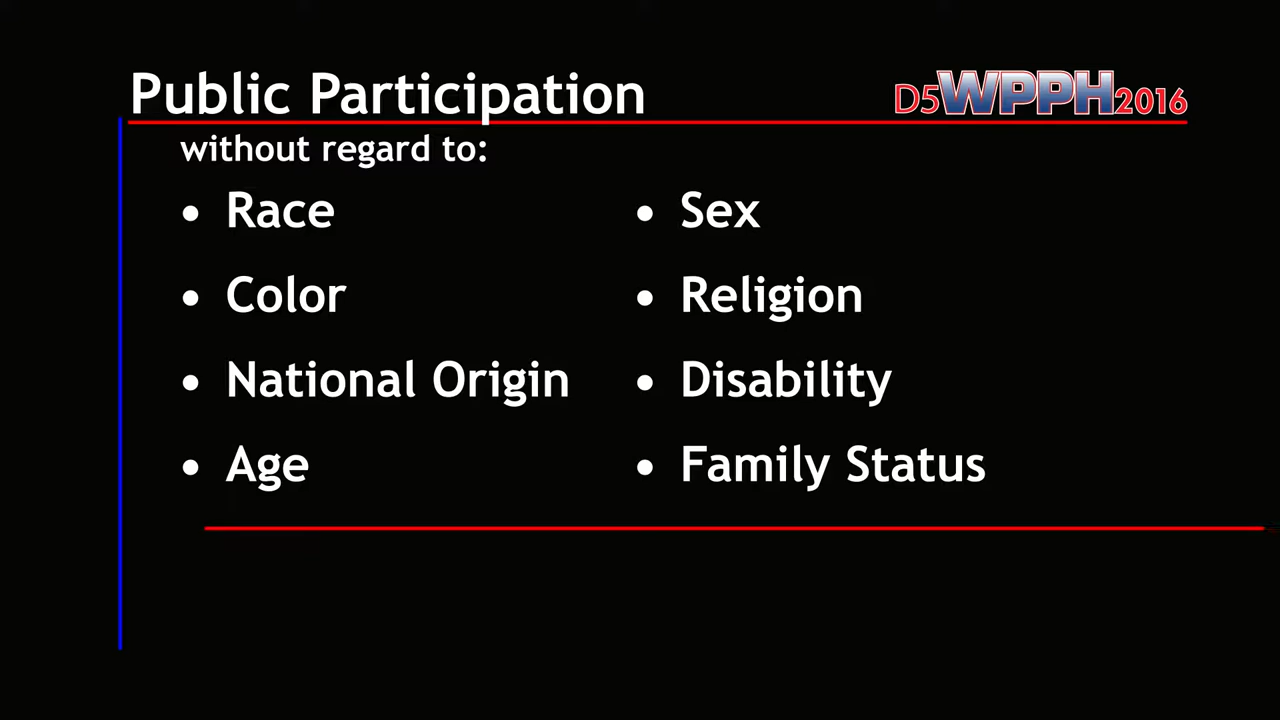 Public Participation
D5WPPH2016
without regard to:
• Race
• Color
• National Origin
• Age
• Sex
• Religion
• Disability
• Family Status